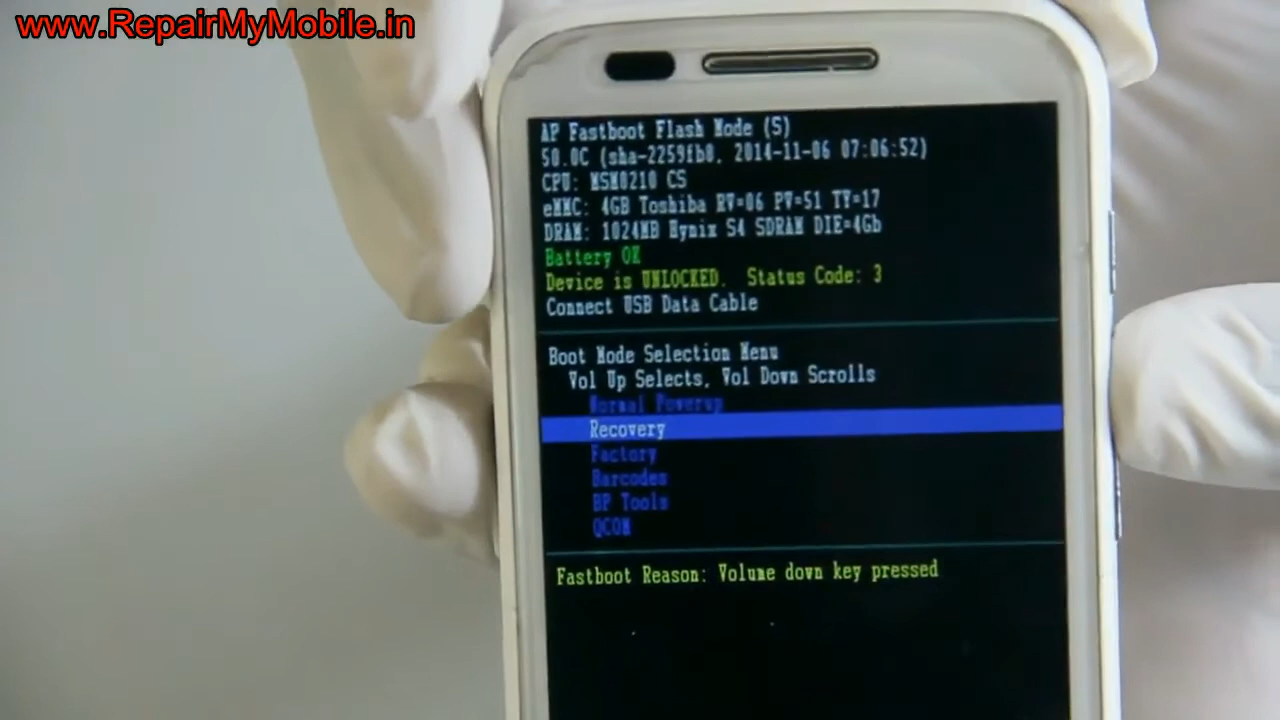 www.RepairMyMobile.in
AP Fastboot Flash Mode (S)
50.0C (sha-2259fb0, 2014-11-06 07:06:52)
CPU: MSM8210 CS
eMMC: 4GB Toshiba RV=06 PV=51 TY=17
DRAM: 1024MB Hynix S4 SDRAM DIE=4Gb
Battery OK
Device is UNLOCKED. Status Code: 3
Connect USB Data Cable
Boot Mode Selection Menu
Vol Up Selects, Vol Down Scrolls
Normal Powerup
Recovery
Factory
Barcodes
BP Tools
QCOM
Fastboot Reason: Volume down key pressed